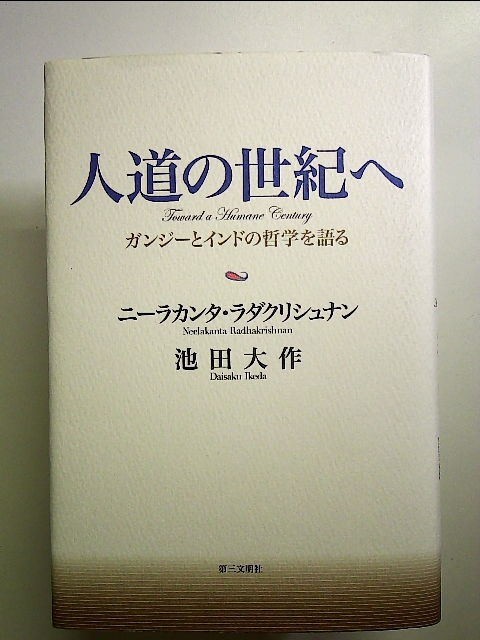 人道の世紀へ
Toward a Humane Century
ガンジーとインドの哲学を語る
ニーラカンタ・ラダクリシュナン
Neelakanta Radhakrishnan
池田大作
Daisaku Ikeda
第三文明社